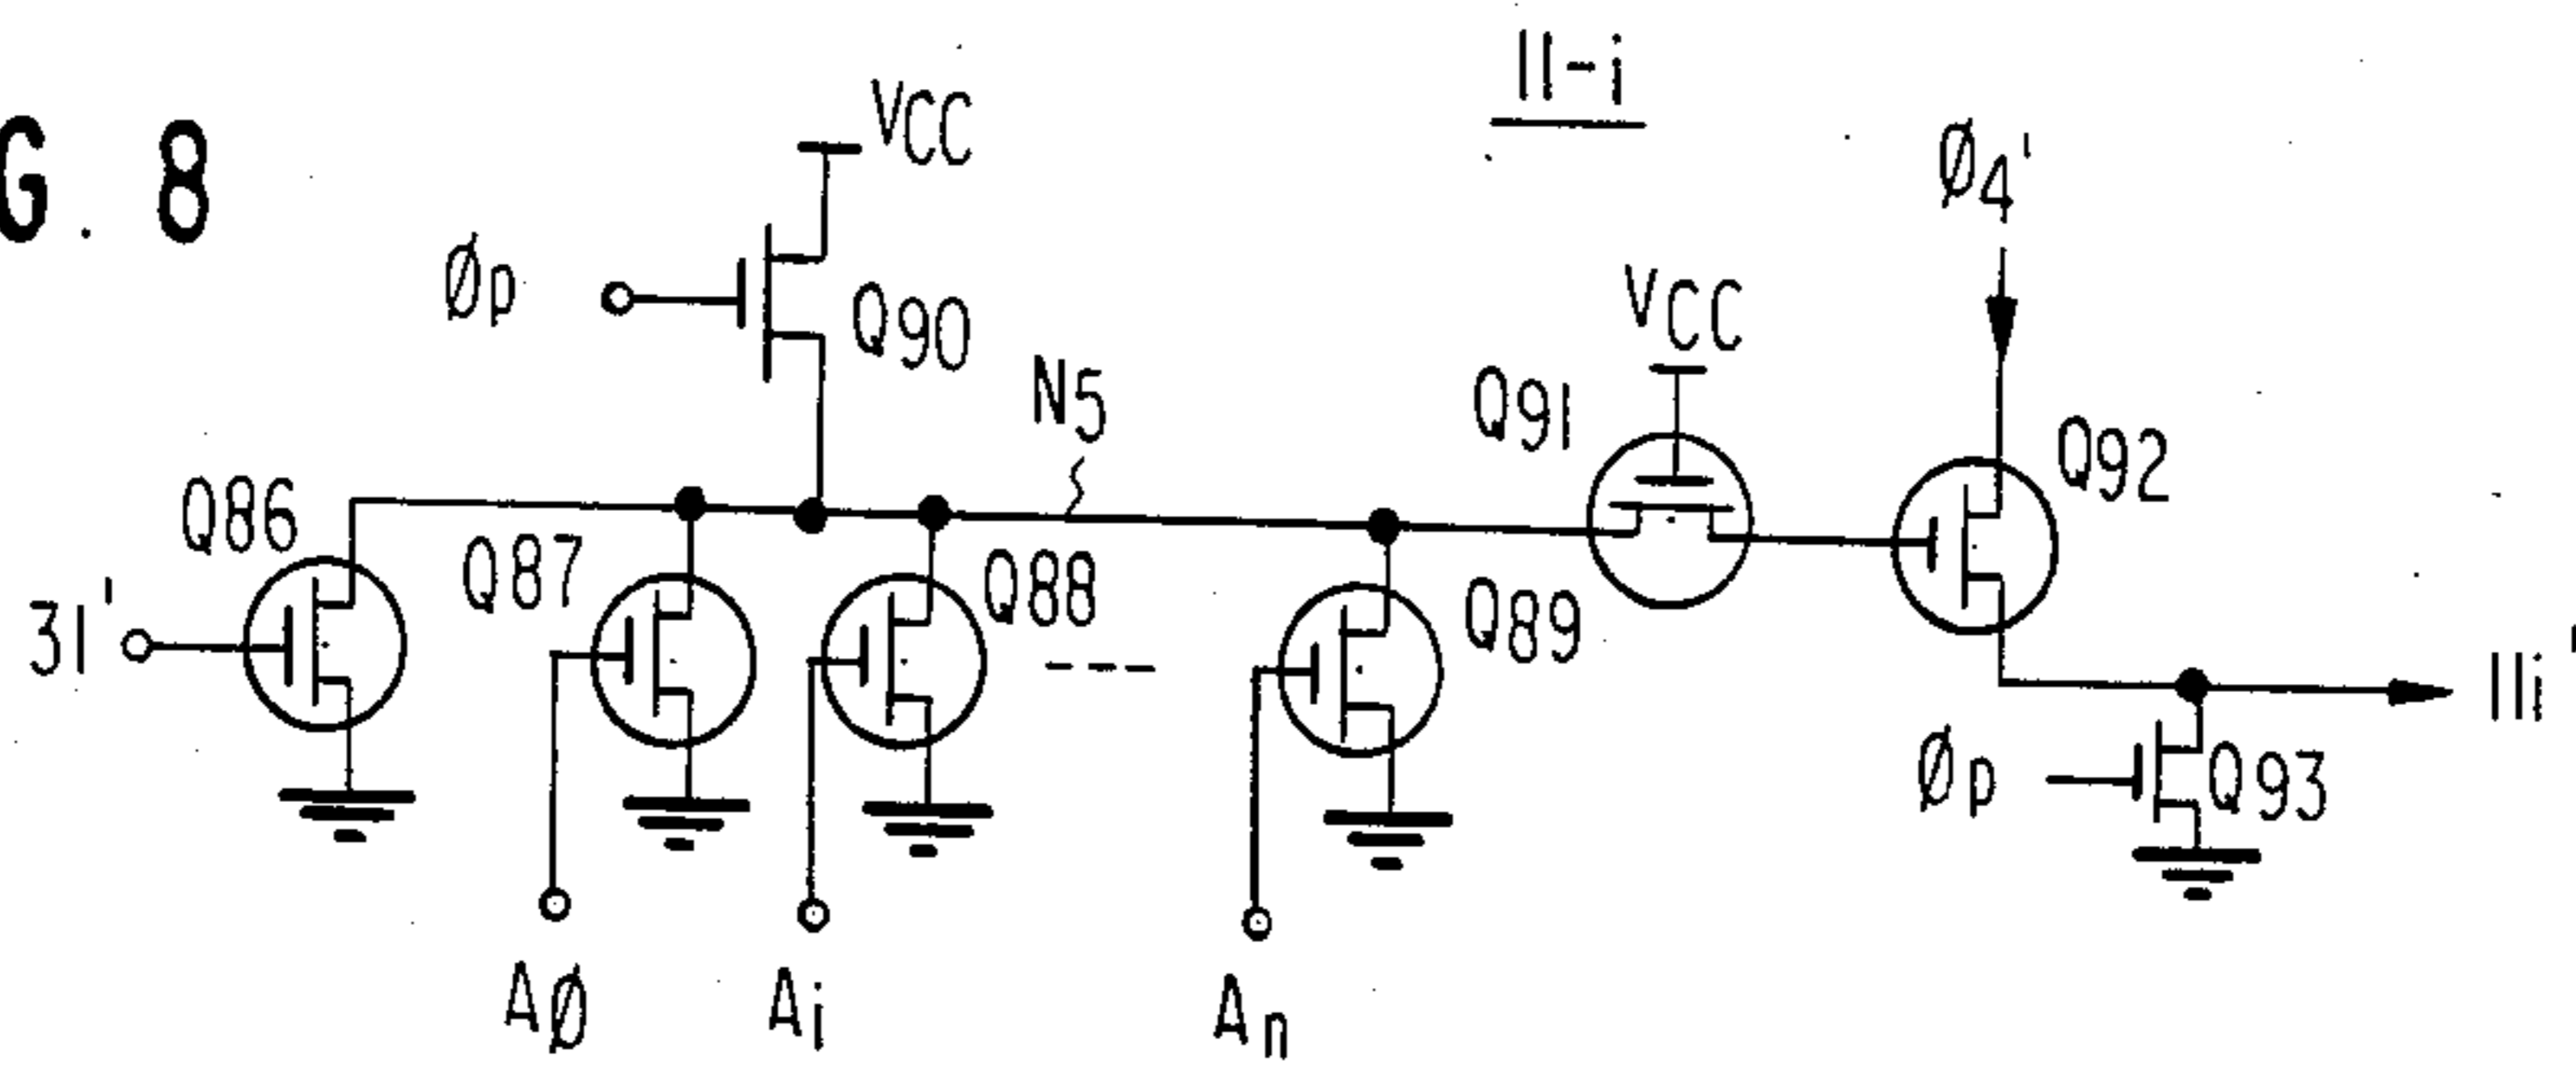 G. 8
II-i
VCC
Ø4'
Øp
Q90
VCC
N5
Q91
Q92
Q86
Q87
Q88
Q89
31'
IIi'
Øp
Q93
AØ
Ai
An